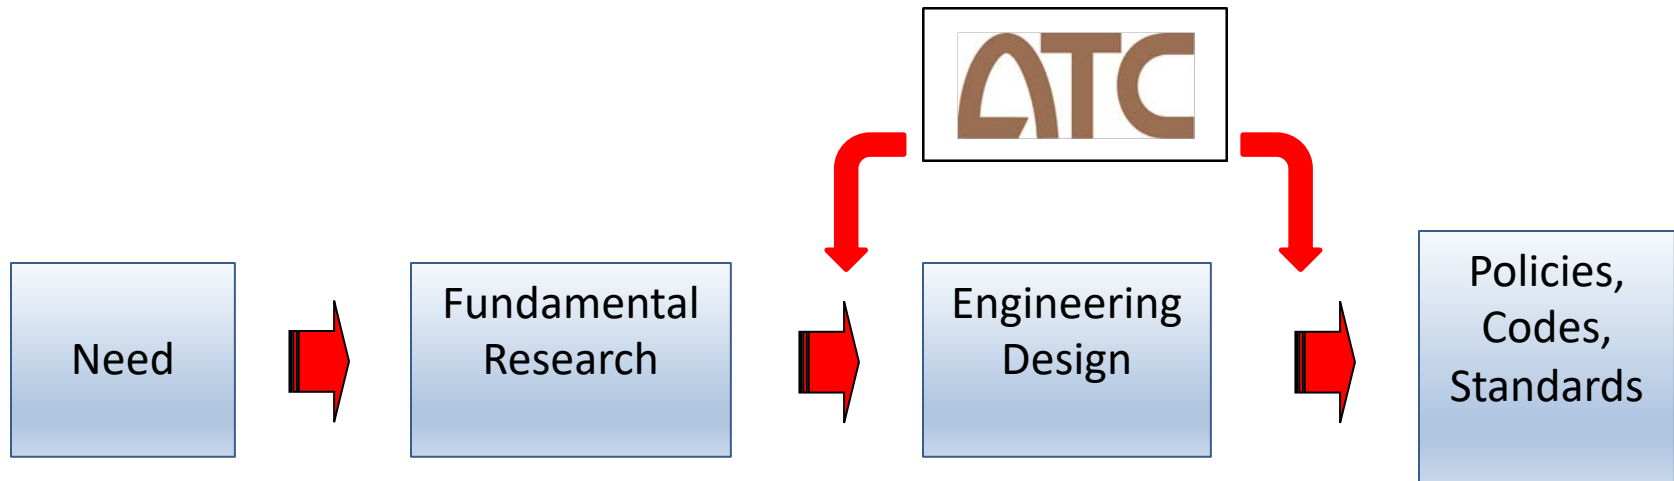 ATC
Need
Fundamental
Research
Engineering
Design
Policies,
Codes,
Standards